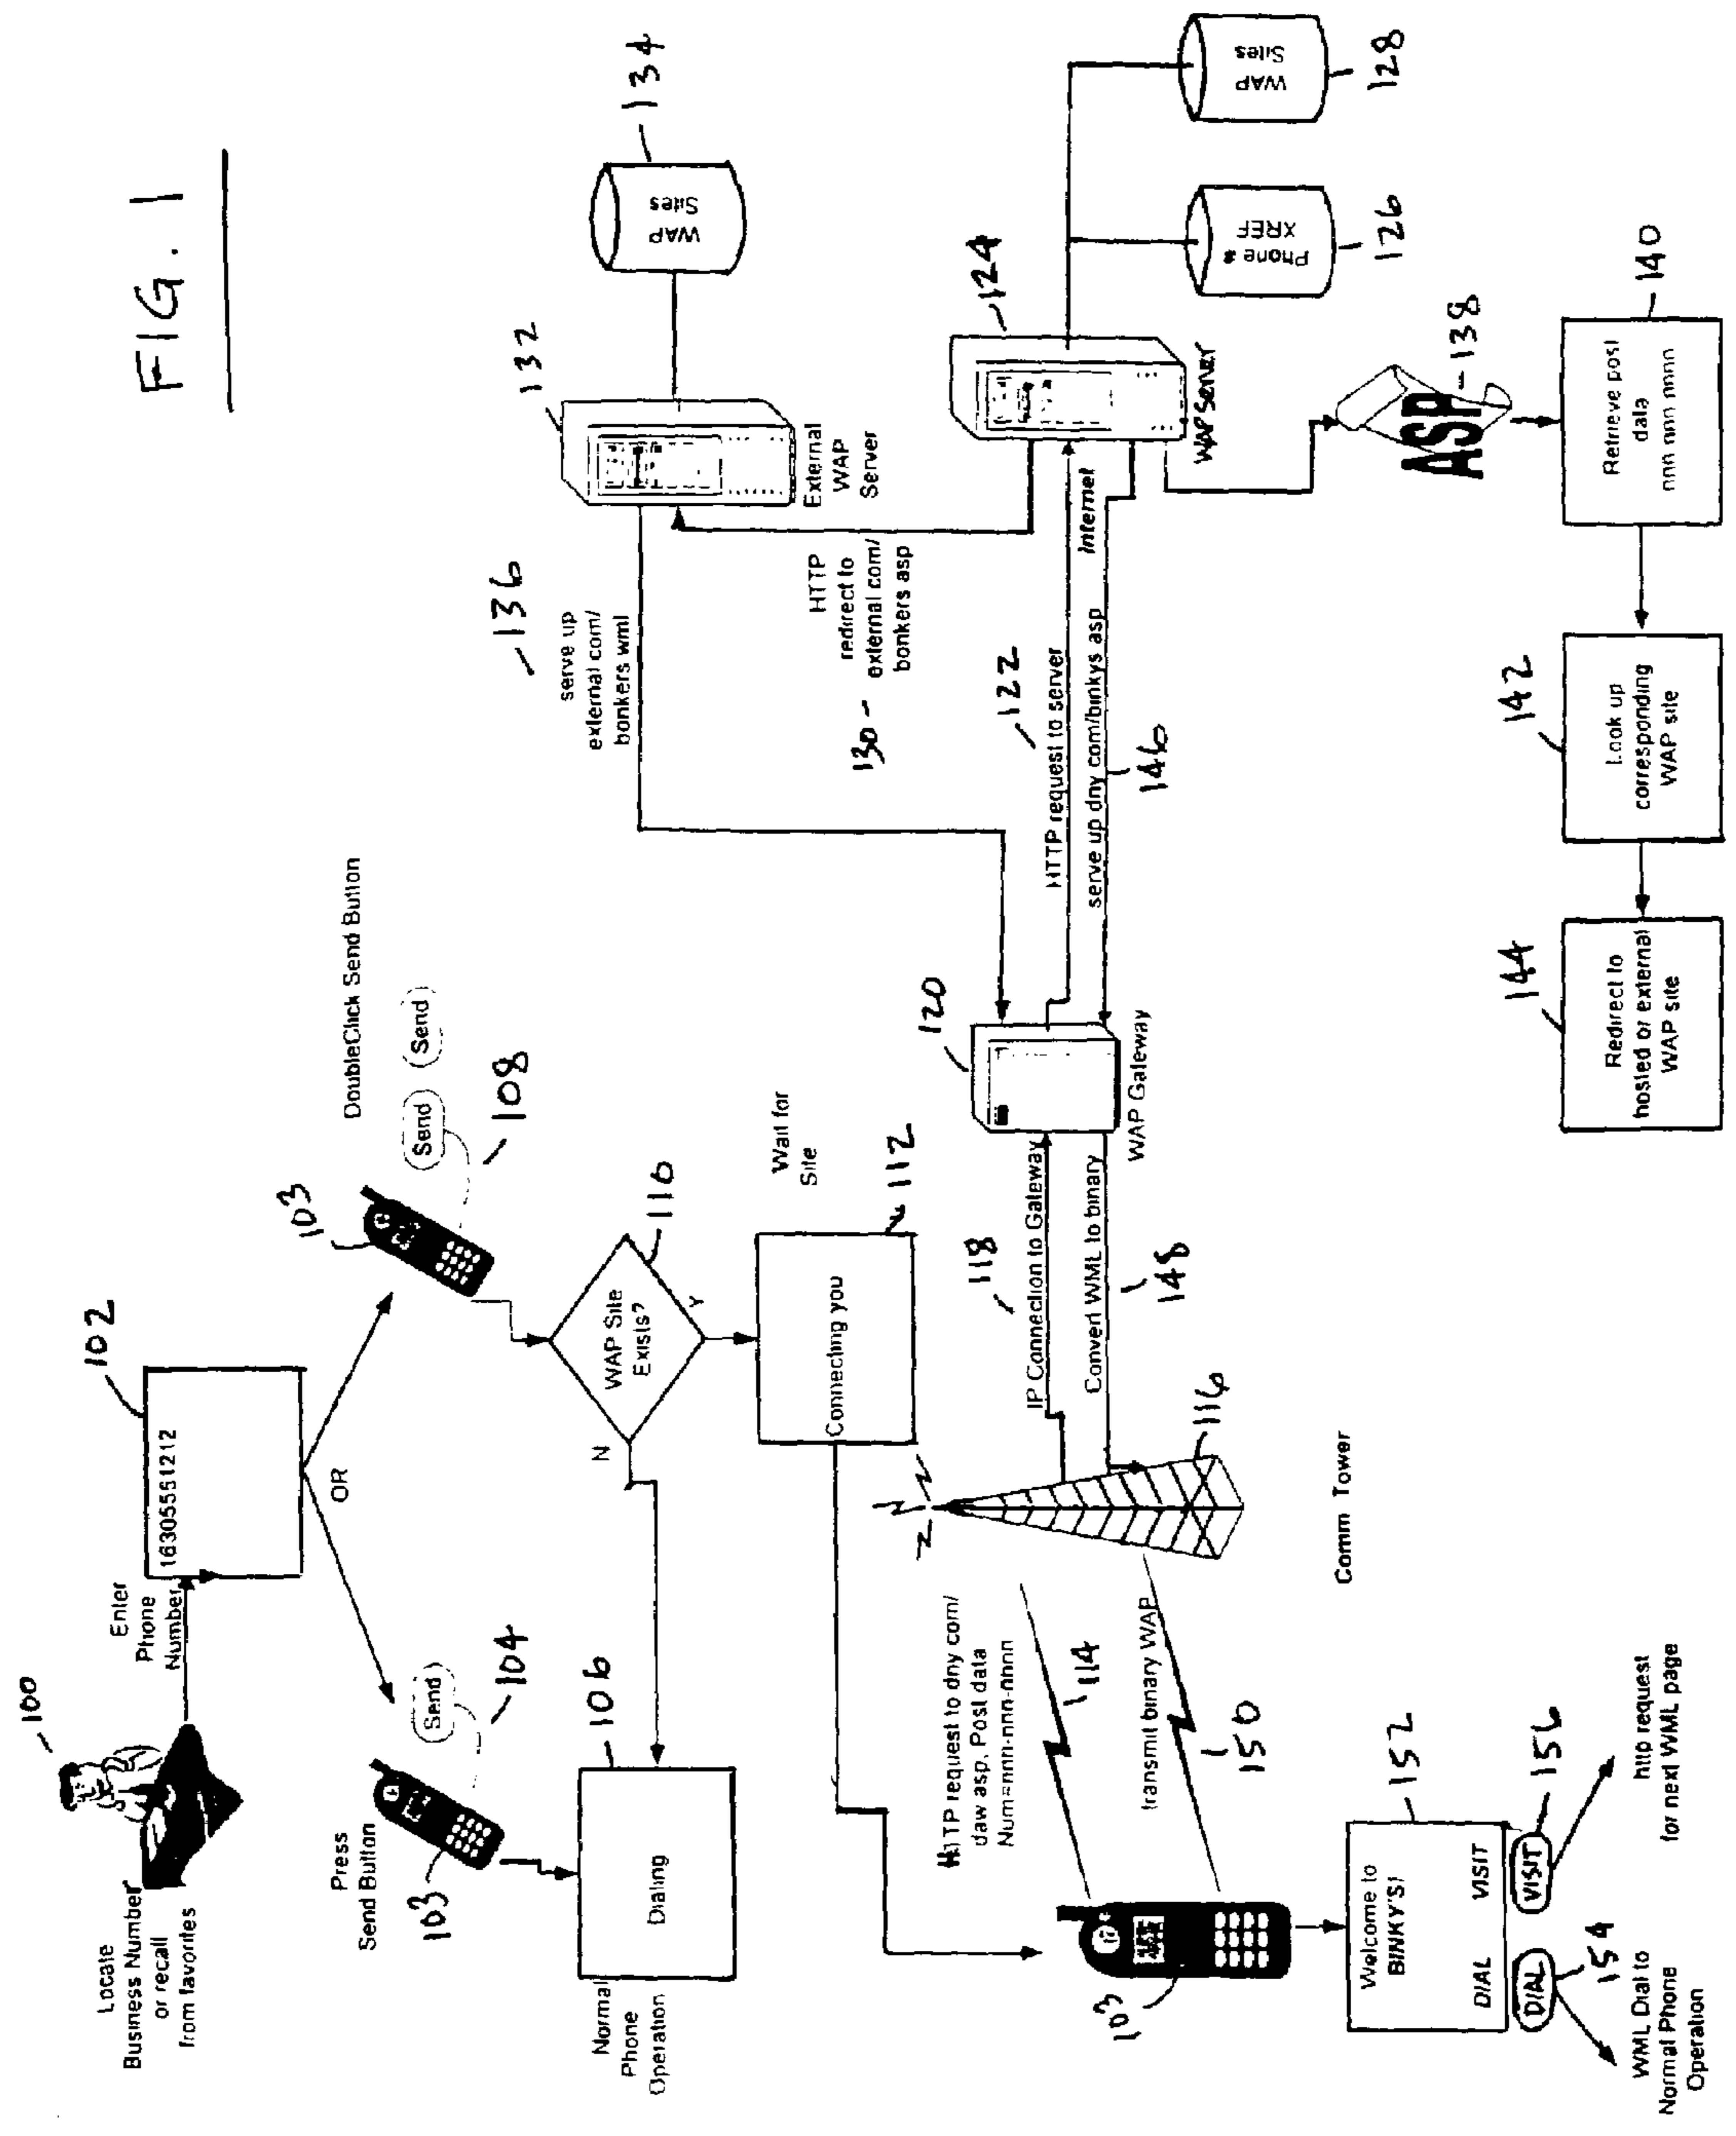 FIG. 1
100
Locate
Business Number
or recall
from favorites
Enter
Phone
Number
102
16305551212
OR
Press
Send Button
Send
103
104
DoubleClick Send Button
Send
Send
103
108
Normal
Phone
Operation
Dialing
106
WAP Site
Exists?
110
N
Y
Connecting you
Wait for
Site
112
136
serve up
external com/
bonkers wml
132
External
WAP
Server
WAP
Sites
134
HTTP
redirect to
130 - external com/
bonkers asp
HTTP request to dny com/
daw asp, Post data
Num=nnn-nnn-nnnn
114
transmit binary WAP
150
103
Comm Tower
116
118
IP Connection to Gateway
Convert WML to binary
148
120
WAP Gateway
122
HTTP request to server
Internet
serve up dny com/binkys asp
146
124
WAP Server
Phone #
XREF
126
WAP
Sites
128
ASP
138
Retrieve post
data
nnn nnn nnnn
140
Look up
corresponding
WAP site
142
Redirect to
hosted or external
WAP site
144
Welcome to
BINKY'S!
DIAL VISIT
152
DIAL
VISIT
154
156
WML Dial to
Normal Phone
Operation
http request
for next WML page